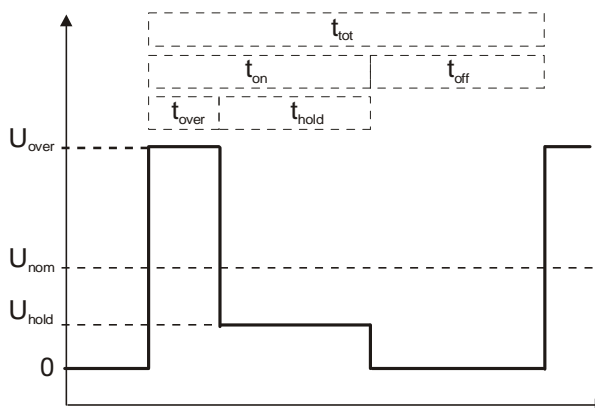 t_tot
t_on t_off
t_over t_hold
U_over
U_nom
U_hold
0